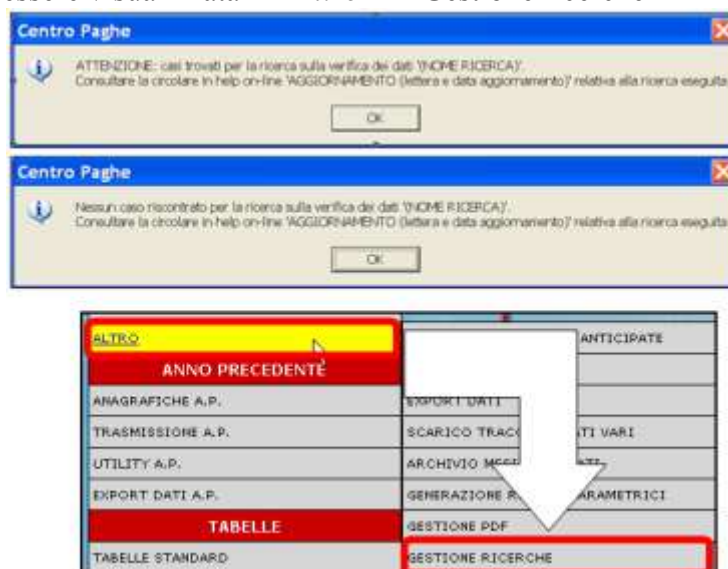 Centro Paghe
ATTENZIONE: casi trovati per la ricerca sulla verifica dei dati '(NOME RICERCA)'.
Consultare la circolare in help on-line 'AGGIORNAMENTO (lettera e data aggiornamento)' relativa alla ricerca eseguita
OK
Centro Paghe
Nessun caso riscontrato per la ricerca sulla verifica dei dati '(NOME RICERCA)'.
Consultare la circolare in help on-line 'AGGIORNAMENTO (lettera e data aggiornamento)' relativa alla ricerca eseguita
OK
ALTRO
ANTICIPATE
ANNO PRECEDENTE
ANAGRAFICHE A.P.
EXPORT DATI
TRASMISSIONE A.P.
SCARICO
VARI
UTILITY A.P.
ARCHIVIO
EXPORT DATI A.P.
GENERAZIONE
TABELLE
GESTIONE PDF
TABELLE STANDARD
GESTIONE RICERCHE